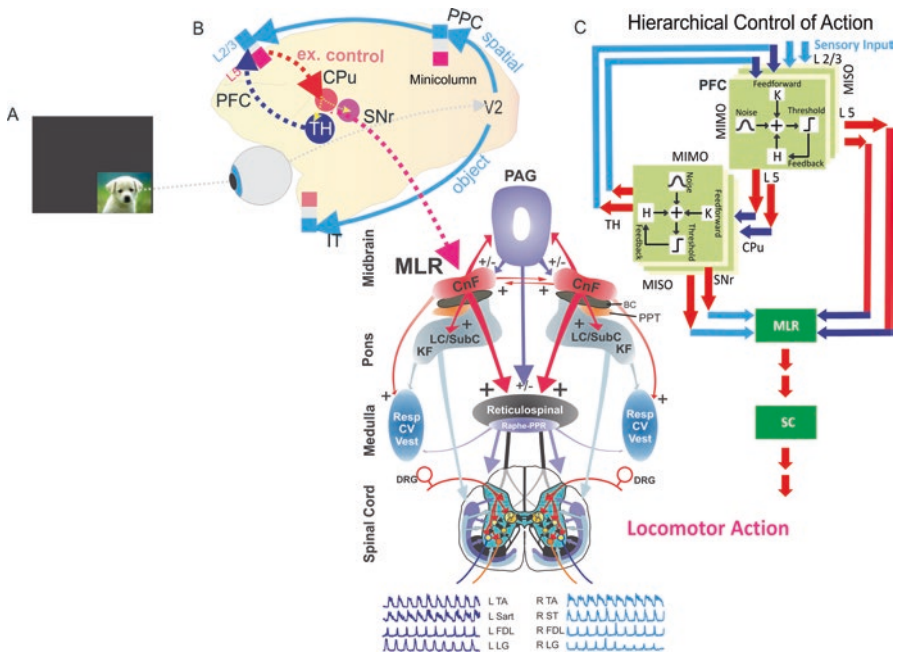 A
B
PPC
spatial
L2/3
L5
ex. control
CPu
Minicolumn
PFC
SNr
TH
V2
object
IT
PAG
Midbrain
MLR
+/-
+/-
CnF
+
+
CnF
BC
PPT
+
+
LC/SubC
LC/SubC
KF
KF
Pons
+
+
+/-
+
+
Reticulospinal
Raphe-PPR
Medulla
Resp
CV
Vest
Resp
CV
Vest
DRG
DRG
Spinal Cord
L TA
L Sart
L FDL
L LG
R TA
R ST
R FDL
R LG
C
Hierarchical Control of Action
Sensory Input
L 2/3
PFC
MISO
MIMO
Feedforward
K
Noise
+
Threshold
H
Feedback
L 5
L 5
MIMO
Noise
Feedforward
H
+
K
Feedback
Threshold
TH
CPu
MISO
SNr
MLR
SC
Locomotor Action